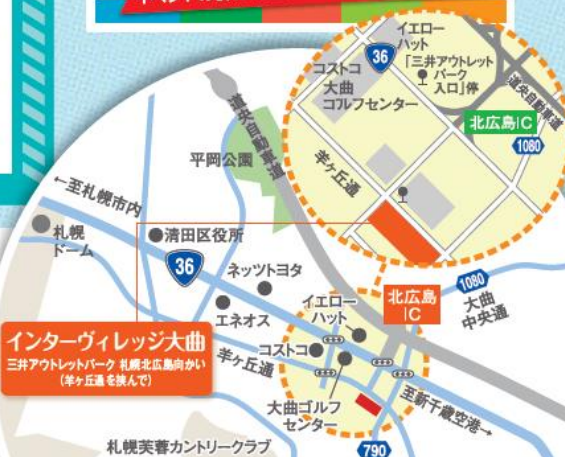 イエロー
ハット
36
「三井アウトレット
パーク
入口」停
コストコ
大曲
ゴルフセンター
道央自動車道
北広島IC
1080
羊ケ丘通
道央自動車道
平岡公園
←至札幌市内
札幌
ドーム
清田区役所
36
ネッツトヨタ
エネオス
イエロー
ハット
北広島
IC
1080
大曲
中央通
インターヴィレッジ大曲
三井アウトレットパーク 札幌北広島向かい
(羊ケ丘通を挟んで)
羊ケ丘通
コストコ
大曲ゴルフ
センター
至新千歳空港→
札幌芙蓉カントリークラブ
790